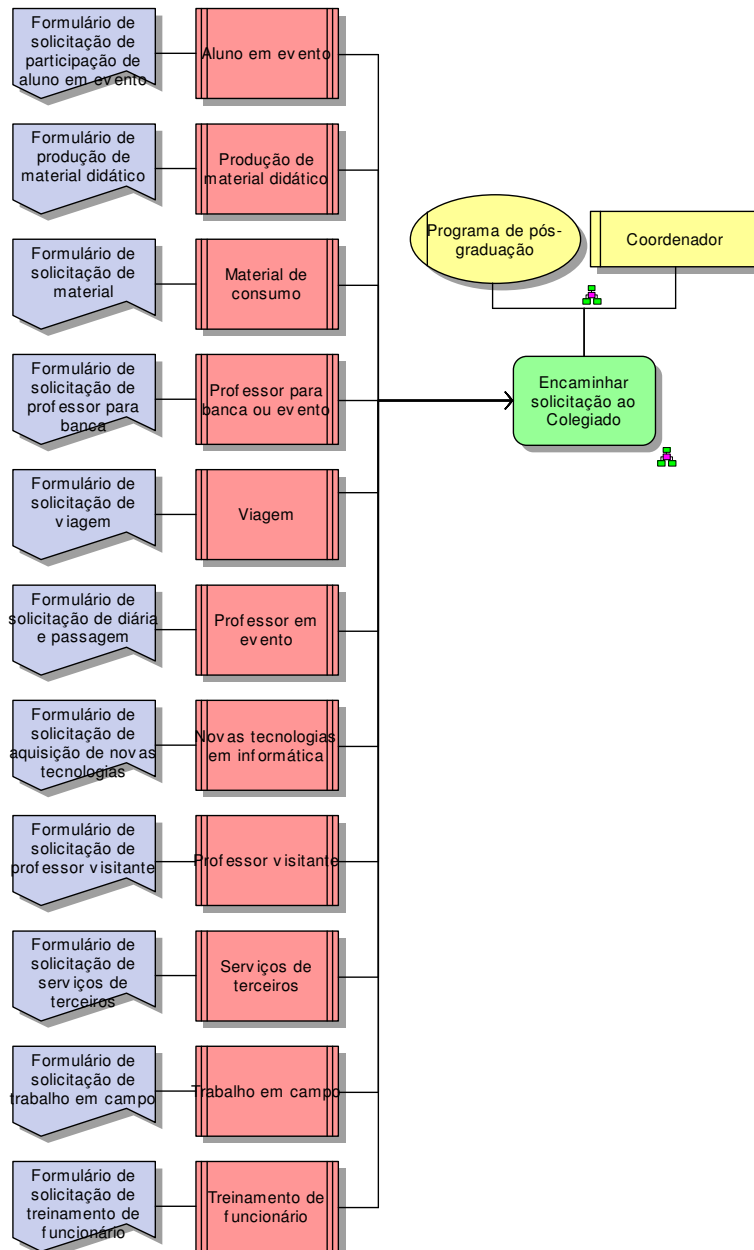 Formulário de
solicitação de
participação de
aluno em evento
Aluno em evento
Formulário de
produção de
material didático
Produção de
material didático
Programa de pós-
graduação
Coordenador
Formulário de
solicitação de
material
Material de
consumo
Formulário de
solicitação de
professor para
banca
Professor para
banca ou evento
Encaminhar
solicitação ao
Colegiado
Formulário de
solicitação de
viagem
Viagem
Formulário de
solicitação de diária
e passagem
Professor em
evento
Formulário de
solicitação de
aquisição de novas
tecnologias
Novas tecnologias
em informática
Formulário de
solicitação de
professor visitante
Professor visitante
Formulário de
solicitação de
serviços de
terceiros
Serviços de
terceiros
Formulário de
solicitação de
trabalho em campo
Trabalho em campo
Formulário de
solicitação de
treinamento de
funcionário
Treinamento de
funcionário